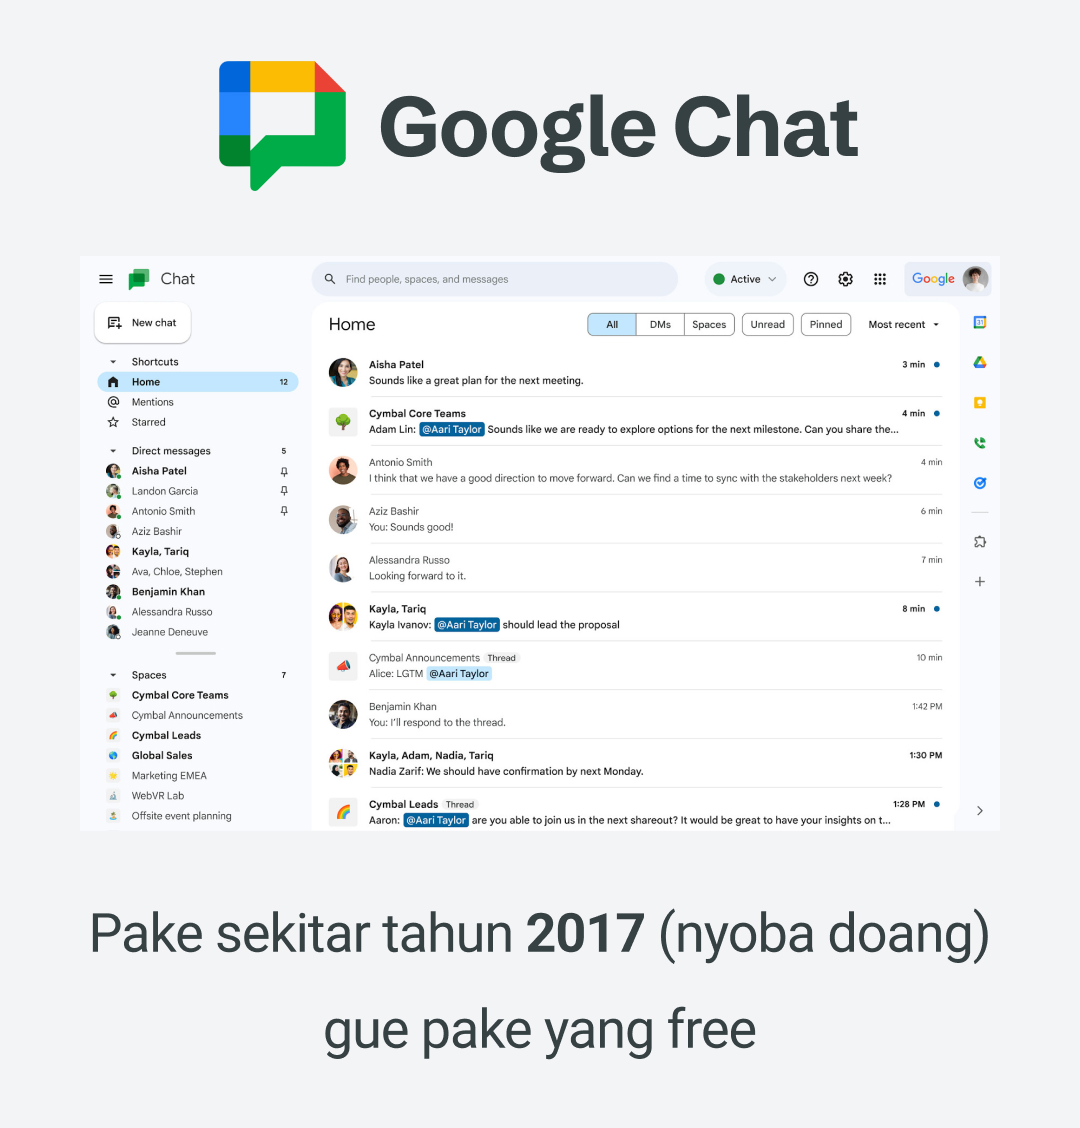 Google Chat
Chat
Find people, spaces, and messages
Active
Google
New chat
Shortcuts
Home 12
Mentions
Starred
Direct messages 5
Aisha Patel
Landon Garcia
Antonio Smith
Aziz Bashir
Kayla, Tariq
Ava, Chloe, Stephen
Benjamin Khan
Alessandra Russo
Jeanne Deneuve
Spaces 7
Cymbal Core Teams
Cymbal Announcements
Cymbal Leads
Global Sales
Marketing EMEA
WebVR Lab
Offsite event planning
Home
All DMs Spaces Unread Pinned Most recent
Aisha Patel 3 min
Sounds like a great plan for the next meeting.
Cymbal Core Teams 4 min
Adam Lin: @Aari Taylor Sounds like we are ready to explore options for the next milestone. Can you share the...
Antonio Smith 4 min
I think that we have a good direction to move forward. Can we find a time to sync with the stakeholders next week?
Aziz Bashir 6 min
You: Sounds good!
Alessandra Russo 7 min
Looking forward to it.
Kayla, Tariq 8 min
Kayla Ivanov: @Aari Taylor should lead the proposal
Cymbal Announcements Thread 10 min
Alice: LGTM @Aari Taylor
Benjamin Khan 1:42 PM
You: I'll respond to the thread.
Kayla, Adam, Nadia, Tariq 1:30 PM
Nadia Zarif: We should have confirmation by next Monday.
Cymbal Leads Thread 1:28 PM
Aaron: @Aari Taylor are you able to join us in the next shareout? It would be great to have your insights on t...
31
Pake sekitar tahun 2017 (nyoba doang)
gue pake yang free